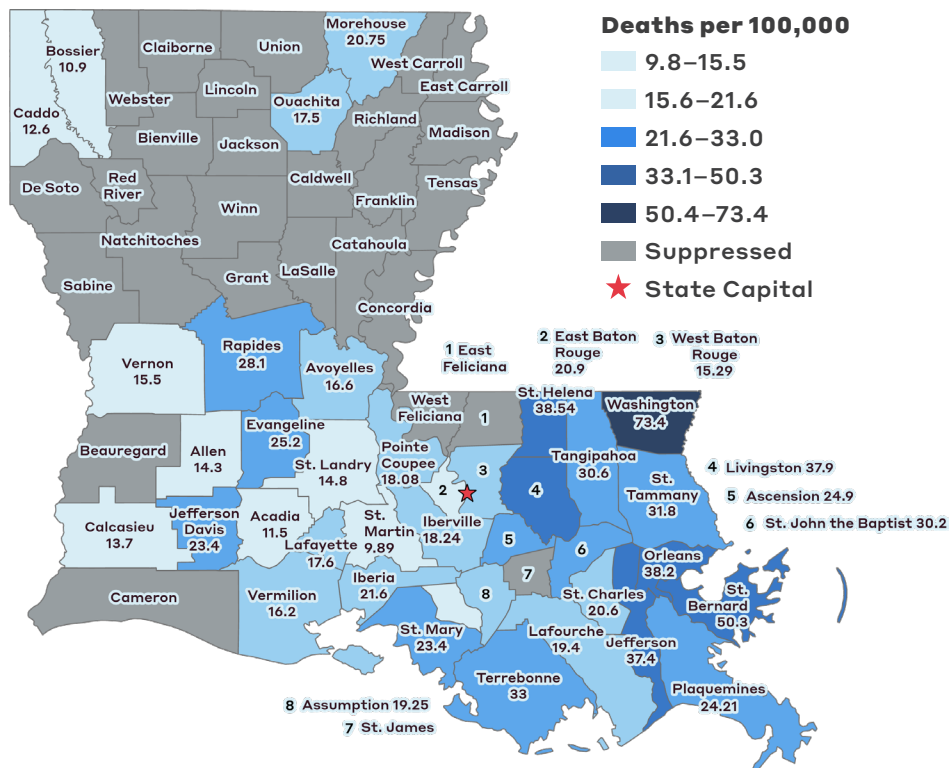 Deaths per 100,000
9.8–15.5
15.6–21.6
21.6–33.0
33.1–50.3
50.4–73.4
Suppressed
State Capital
Bossier
10.9
Claiborne
Union
Morehouse
20.75
West Carroll
East Carroll
Caddo
12.6
Webster
Lincoln
Ouachita
17.5
Richland
Madison
Bienville
Jackson
De Soto
Red
River
Caldwell
Franklin
Tensas
Winn
Natchitoches
Catahoula
Sabine
Grant
LaSalle
Concordia
Vernon
15.5
Rapides
28.1
Avoyelles
16.6
1 East
Feliciana
2 East Baton
Rouge
20.9
3 West Baton
Rouge
15.29
West
Feliciana
1
St. Helena
38.54
Washington
73.4
Beauregard
Allen
14.3
Evangeline
25.2
St. Landry
14.8
Pointe
Coupee
18.08
3
2
4
Tangipahoa
30.6
St.
Tammany
31.8
4 Livingston 37.9
5 Ascension 24.9
6 St. John the Baptist 30.2
Calcasieu
13.7
Jefferson
Davis
23.4
Acadia
11.5
Lafayette
17.6
St.
Martin
9.89
Iberville
18.24
5
6
7
8
Orleans
38.2
St.
Bernard
50.3
Cameron
Vermilion
16.2
Iberia
21.6
St. Charles
20.6
St. Mary
23.4
Lafourche
19.4
Jefferson
37.4
Terrebonne
33
Plaquemines
24.21
8 Assumption 19.25
7 St. James